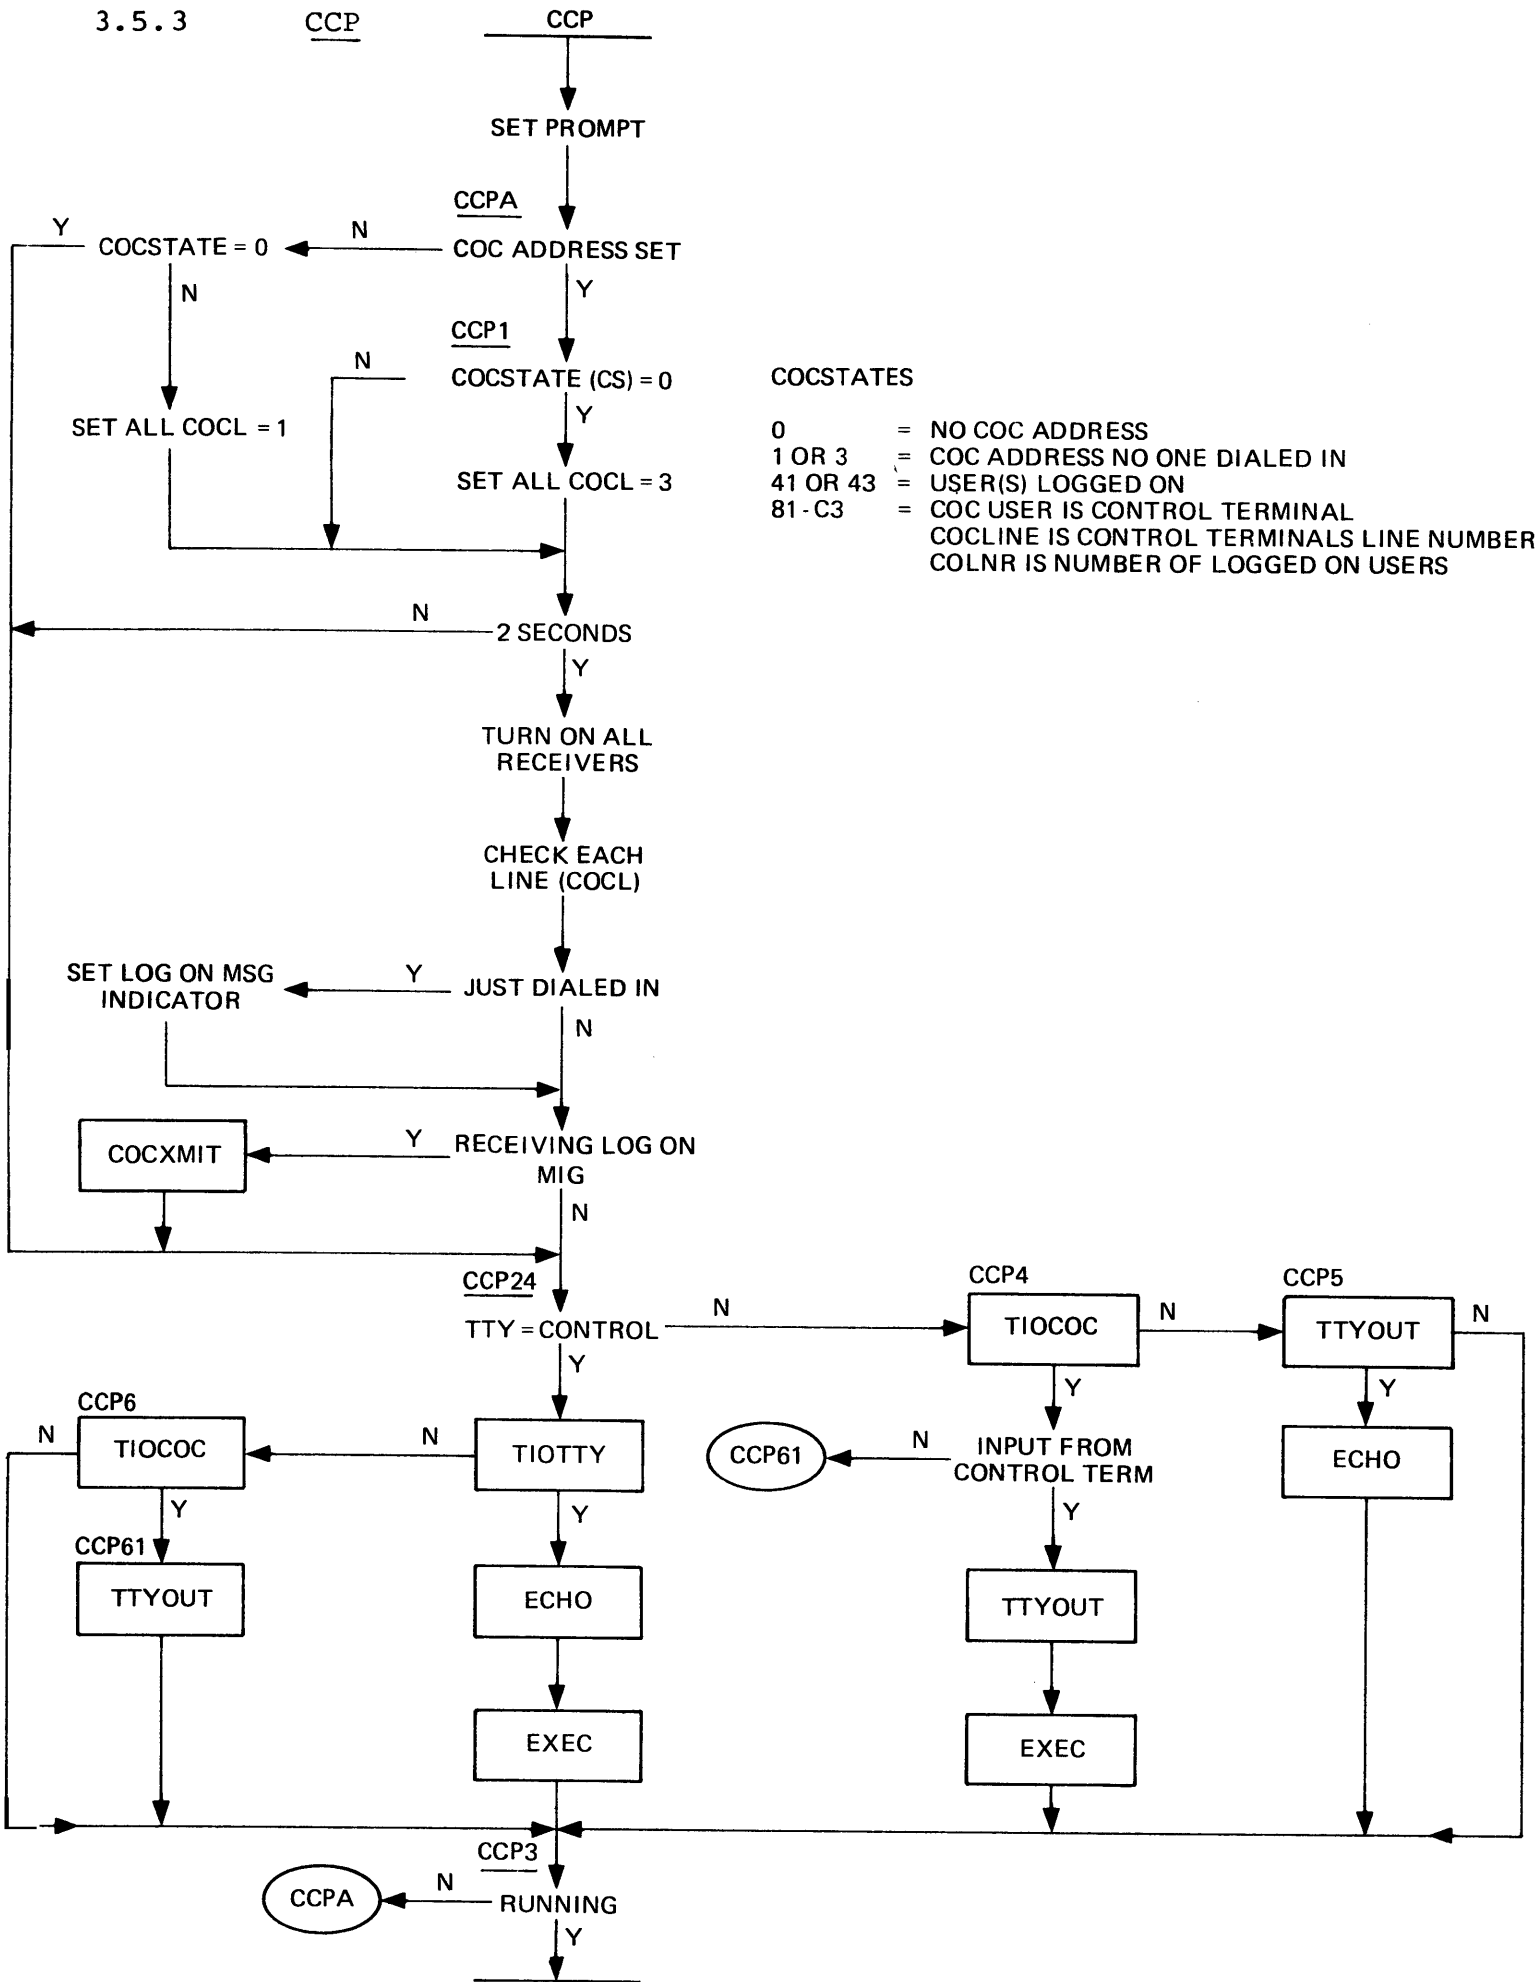 3.5.3 CCP
CCP
SET PROMPT
CCPA
Y
COCSTATE = 0
N
COC ADDRESS SET
N
Y
CCP1
N
COCSTATE (CS) = 0
Y
SET ALL COCL = 1
SET ALL COCL = 3
COCSTATES
0 = NO COC ADDRESS
1 OR 3 = COC ADDRESS NO ONE DIALED IN
41 OR 43 = USER(S) LOGGED ON
81 - C3 = COC USER IS CONTROL TERMINAL
COCLINE IS CONTROL TERMINALS LINE NUMBER
COLNR IS NUMBER OF LOGGED ON USERS
N
2 SECONDS
Y
TURN ON ALL
RECEIVERS
CHECK EACH
LINE (COCL)
SET LOG ON MSG
INDICATOR
Y
JUST DIALED IN
N
COCXMIT
Y
RECEIVING LOG ON
MIG
N
CCP24
TTY = CONTROL
N
Y
CCP4
TIOCOC
N
Y
CCP5
TTYOUT
N
Y
CCP6
N
TIOCOC
N
Y
TIOTTY
Y
CCP61
N
INPUT FROM
CONTROL TERM
Y
ECHO
CCP61
TTYOUT
ECHO
TTYOUT
EXEC
EXEC
CCP3
CCPA
N
RUNNING
Y